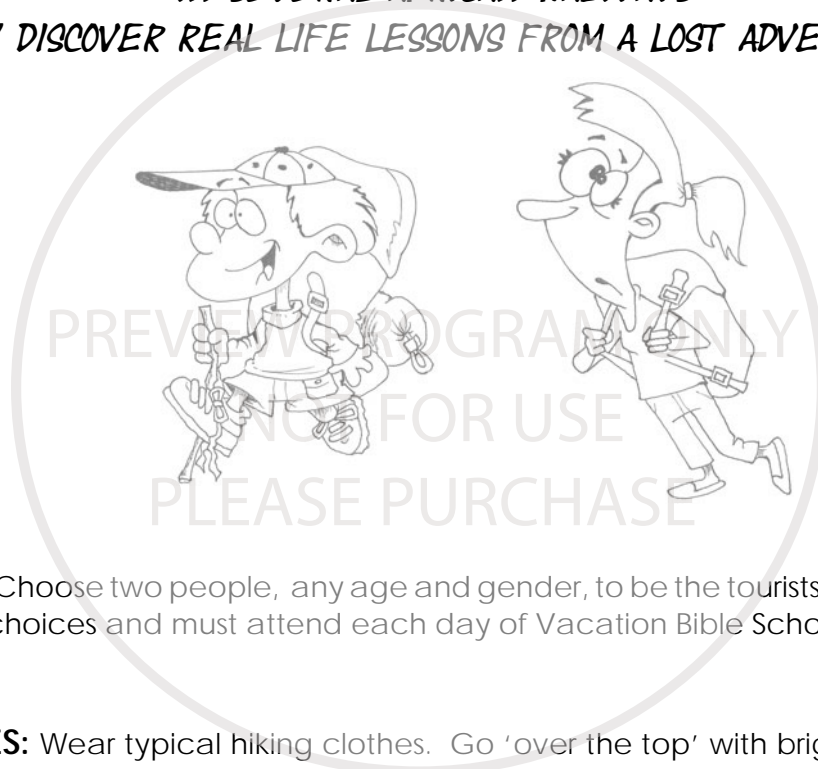 DISCOVER REAL LIFE LESSONS FROM A LOST ADVE
PREVIEW PROGRAM ONLY
NOT FOR USE
PLEASE PURCHASE
Choose two people, any age and gender, to be the tourists
choices and must attend each day of Vacation Bible Scho
ES: Wear typical hiking clothes. Go 'over the top' with brig